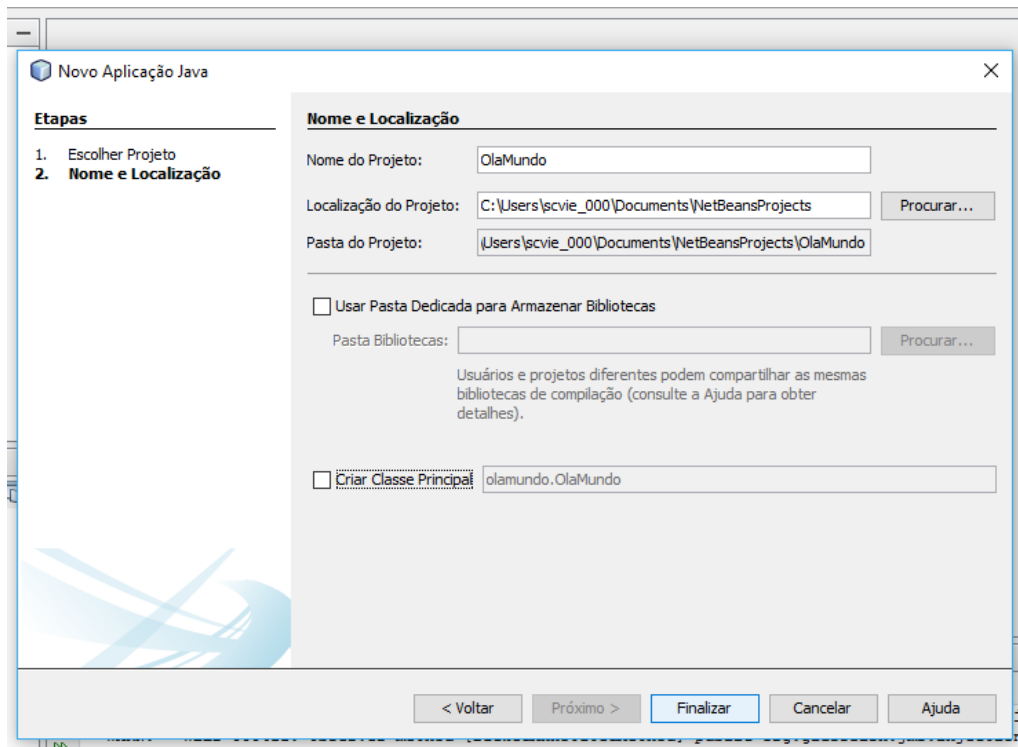 Novo Aplicação Java
Etapas
1. Escolher Projeto
2. Nome e Localização
Nome e Localização
Nome do Projeto: OlaMundo
Localização do Projeto: C:\Users\scvie_000\Documents\NetBeansProjects Procurar...
Pasta do Projeto: \Users\scvie_000\Documents\NetBeansProjects\OlaMundo
Usar Pasta Dedicada para Armazenar Bibliotecas
Pasta Bibliotecas: Procurar...
Usuários e projetos diferentes podem compartilhar as mesmas
bibliotecas de compilação (consulte a Ajuda para obter
detalhes).
Criar Classe Principal olamundo.OlaMundo
< Voltar Próximo > Finalizar Cancelar Ajuda